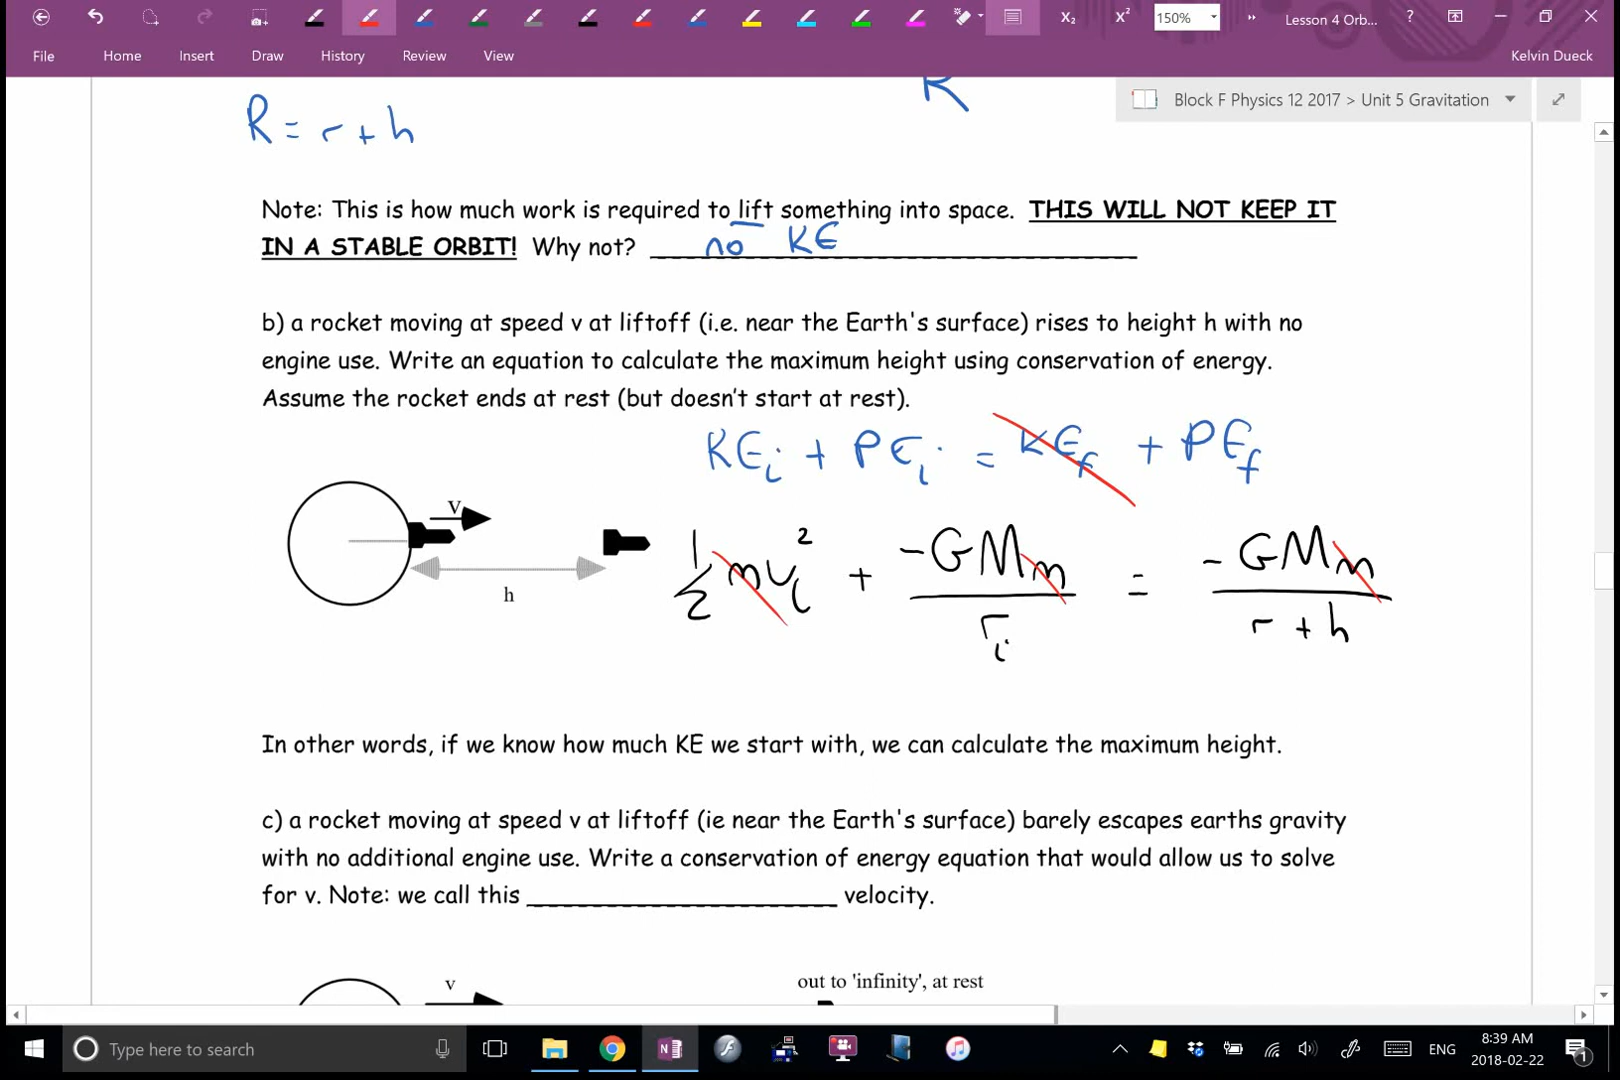 150%
Lesson 4 Orb...
?
File Home Insert Draw History Review View
Kelvin Dueck
Block F Physics 12 2017 > Unit 5 Gravitation
R
R = r + h
Note: This is how much work is required to lift something into space. THIS WILL NOT KEEP IT
IN A STABLE ORBIT! Why not? no KE
b) a rocket moving at speed v at liftoff (i.e. near the Earth's surface) rises to height h with no
engine use. Write an equation to calculate the maximum height using conservation of energy.
Assume the rocket ends at rest (but doesn't start at rest).
KEi + PEi = KEf + PEf
v
h
1/2 mvi² + -GMm/ri = -GMm/r + h
In other words, if we know how much KE we start with, we can calculate the maximum height.
c) a rocket moving at speed v at liftoff (ie near the Earth's surface) barely escapes earths gravity
with no additional engine use. Write a conservation of energy equation that would allow us to solve
for v. Note: we call this ____________________ velocity.
v
out to 'infinity', at rest
Type here to search
ENG
8:39 AM
2018-02-22
1